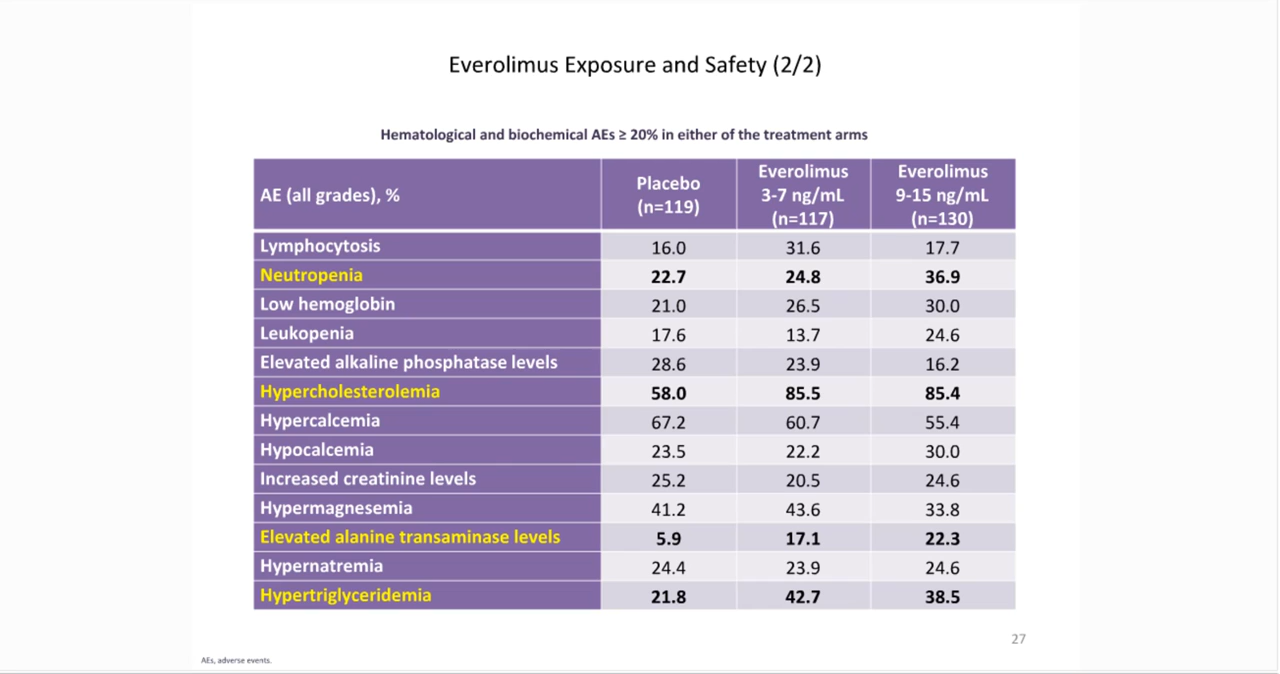 Everolimus Exposure and Safety (2/2)
Hematological and biochemical AEs ≥ 20% in either of the treatment arms
AE (all grades), % Placebo (n=119) Everolimus 3-7 ng/mL (n=117) Everolimus 9-15 ng/mL (n=130)
Lymphocytosis 16.0 31.6 17.7
Neutropenia 22.7 24.8 36.9
Low hemoglobin 21.0 26.5 30.0
Leukopenia 17.6 13.7 24.6
Elevated alkaline phosphatase levels 28.6 23.9 16.2
Hypercholesterolemia 58.0 85.5 85.4
Hypercalcemia 67.2 60.7 55.4
Hypocalcemia 23.5 22.2 30.0
Increased creatinine levels 25.2 20.5 24.6
Hypermagnesemia 41.2 43.6 33.8
Elevated alanine transaminase levels 5.9 17.1 22.3
Hypernatremia 24.4 23.9 24.6
Hypertriglyceridemia 21.8 42.7 38.5
27
AEs, adverse events.